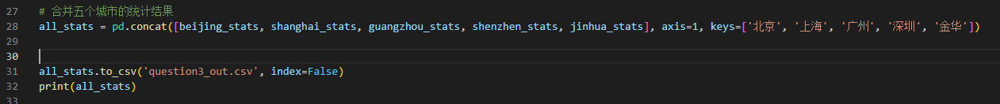 27 # 合并五个城市的统计结果
28 all_stats = pd.concat([beijing_stats, shanghai_stats, guangzhou_stats, shenzhen_stats, jinhua_stats], axis=1, keys=['北京', '上海', '广州', '深圳', '金华'])
29
30
31 all_stats.to_csv('question3_out.csv', index=False)
32 print(all_stats)
33